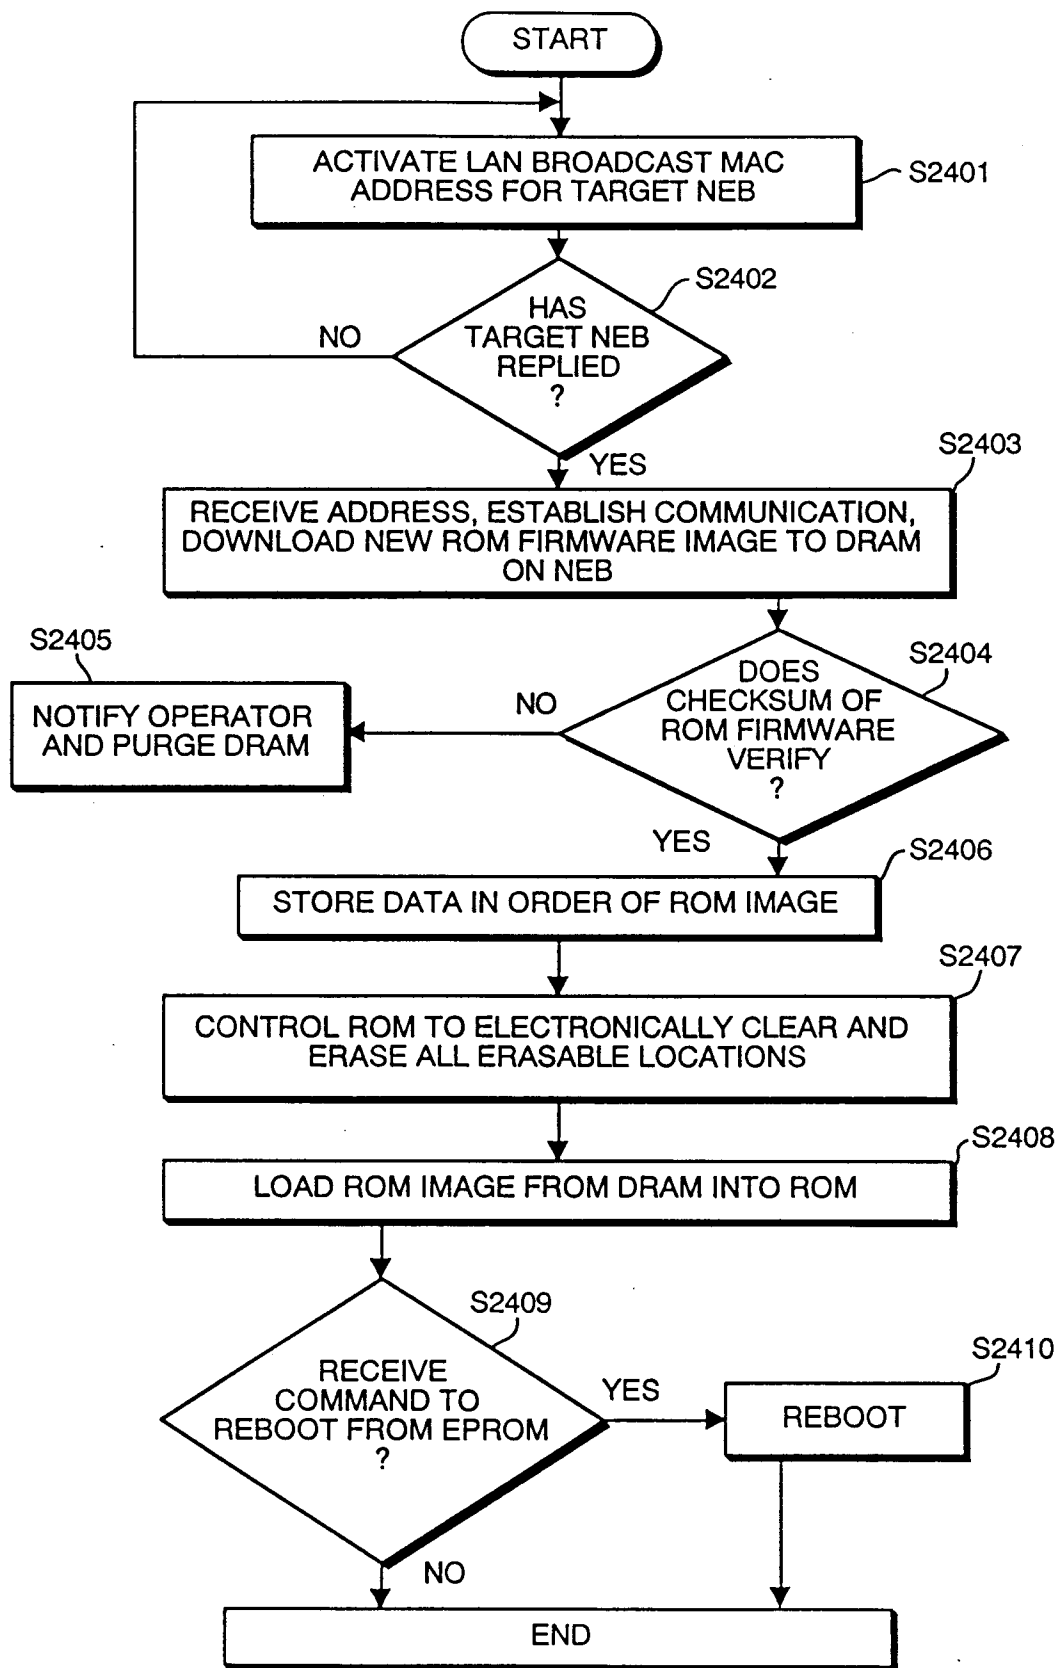 START
ACTIVATE LAN BROADCAST MAC
ADDRESS FOR TARGET NEB
S2401
S2402
HAS
TARGET NEB
REPLIED
?
NO
YES
S2403
RECEIVE ADDRESS, ESTABLISH COMMUNICATION,
DOWNLOAD NEW ROM FIRMWARE IMAGE TO DRAM
ON NEB
S2405
NOTIFY OPERATOR
AND PURGE DRAM
NO
S2404
DOES
CHECKSUM OF
ROM FIRMWARE
VERIFY
?
YES
S2406
STORE DATA IN ORDER OF ROM IMAGE
S2407
CONTROL ROM TO ELECTRONICALLY CLEAR AND
ERASE ALL ERASABLE LOCATIONS
S2408
LOAD ROM IMAGE FROM DRAM INTO ROM
S2409
RECEIVE
COMMAND TO
REBOOT FROM EPROM
?
YES
S2410
REBOOT
NO
END